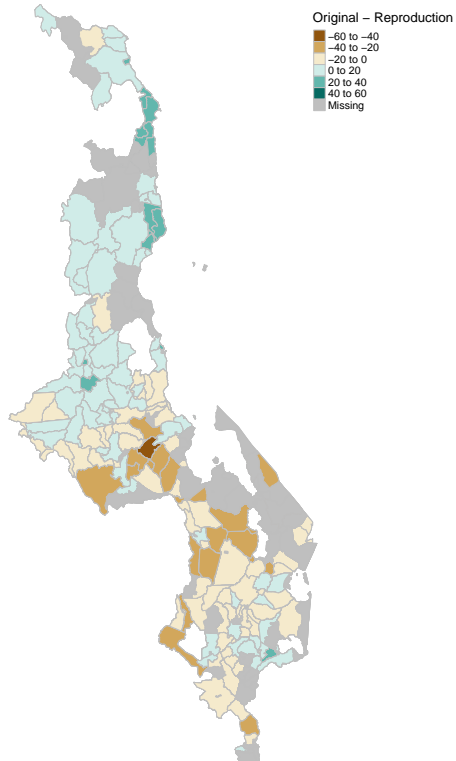 Original − Reproduction
−60 to −40
−40 to −20
−20 to 0
0 to 20
20 to 40
40 to 60
Missing